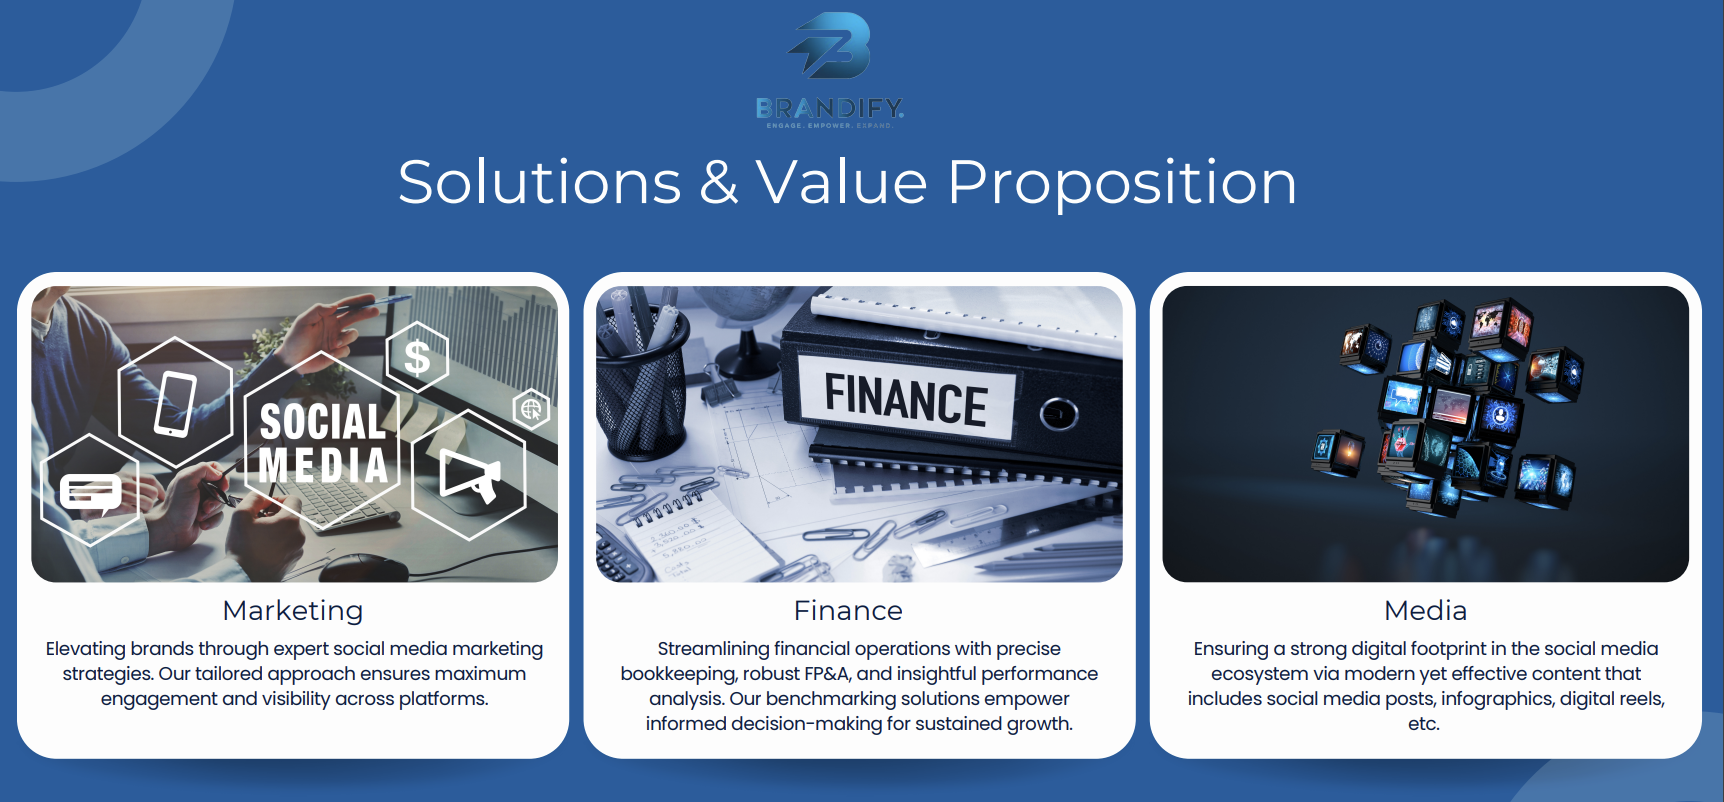 BRANDIFY.
ENGAGE. EMPOWER. EXPAND.
Solutions & Value Proposition
$
SOCIAL
MEDIA
FINANCE
Marketing
Elevating brands through expert social media marketing
strategies. Our tailored approach ensures maximum
engagement and visibility across platforms.
Finance
Streamlining financial operations with precise
bookkeeping, robust FP&A, and insightful performance
analysis. Our benchmarking solutions empower
informed decision-making for sustained growth.
Media
Ensuring a strong digital footprint in the social media
ecosystem via modern yet effective content that
includes social media posts, infographics, digital reels,
etc.